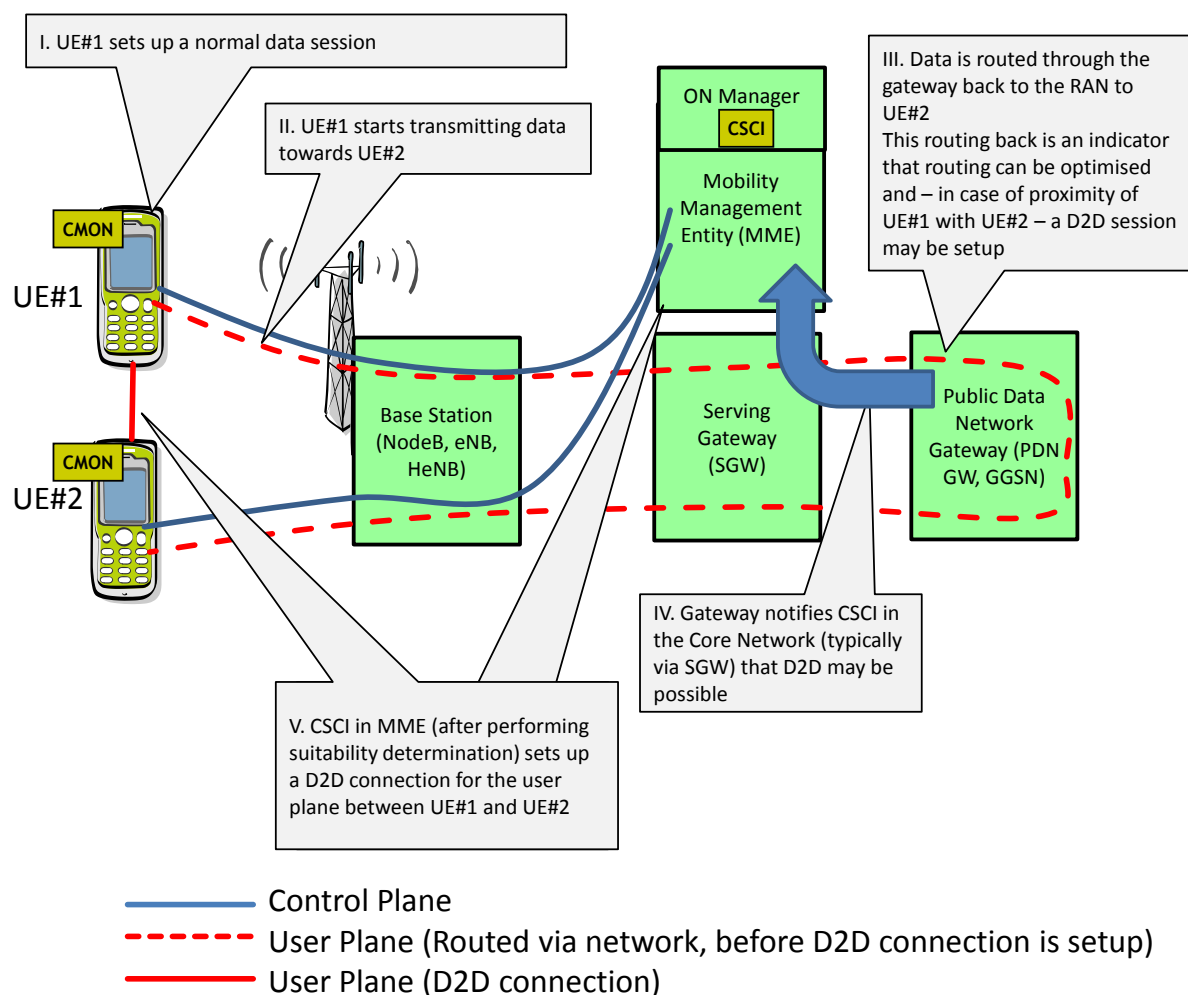 I. UE#1 sets up a normal data session
II. UE#1 starts transmitting data
towards UE#2
ON Manager
CSCI
Mobility
Management
Entity (MME)
III. Data is routed through the
gateway back to the RAN to
UE#2
This routing back is an indicator
that routing can be optimised
and – in case of proximity of
UE#1 with UE#2 – a D2D session
may be setup
CMON
UE#1
CMON
UE#2
Base Station
(NodeB, eNB,
HeNB)
Serving
Gateway
(SGW)
Public Data
Network
Gateway (PDN
GW, GGSN)
IV. Gateway notifies CSCI in
the Core Network (typically
via SGW) that D2D may be
possible
V. CSCI in MME (after performing
suitability determination) sets up
a D2D connection for the user
plane between UE#1 and UE#2
Control Plane
User Plane (Routed via network, before D2D connection is setup)
User Plane (D2D connection)